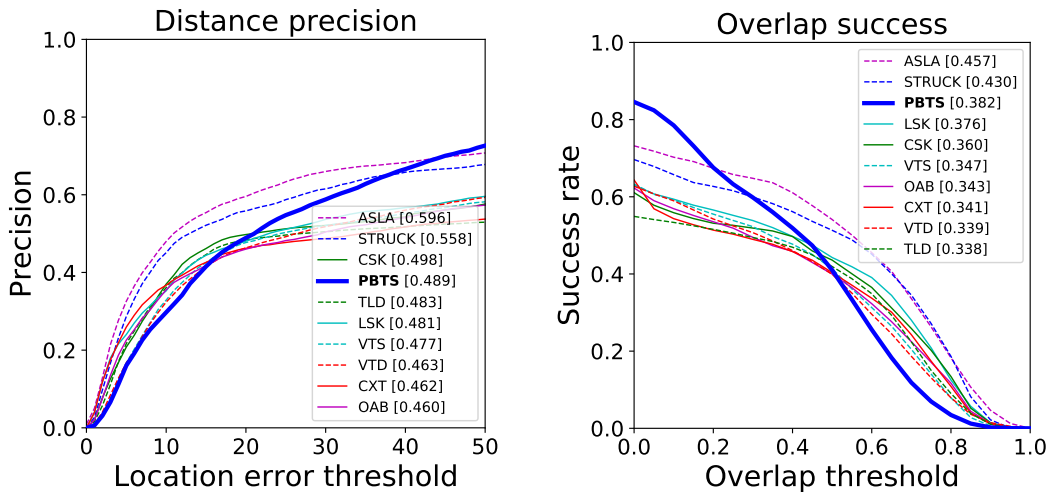 Distance precision
1.0
0.8
0.6
0.4
0.2
0.0
Precision
0
10
20
30
40
50
Location error threshold
ASLA [0.596]
STRUCK [0.558]
CSK [0.498]
PBTS [0.489]
TLD [0.483]
LSK [0.481]
VTS [0.477]
VTD [0.463]
CXT [0.462]
OAB [0.460]
Overlap success
1.0
0.8
0.6
0.4
0.2
0.0
Success rate
0.0
0.2
0.4
0.6
0.8
1.0
Overlap threshold
ASLA [0.457]
STRUCK [0.430]
PBTS [0.382]
LSK [0.376]
CSK [0.360]
VTS [0.347]
OAB [0.343]
CXT [0.341]
VTD [0.339]
TLD [0.338]